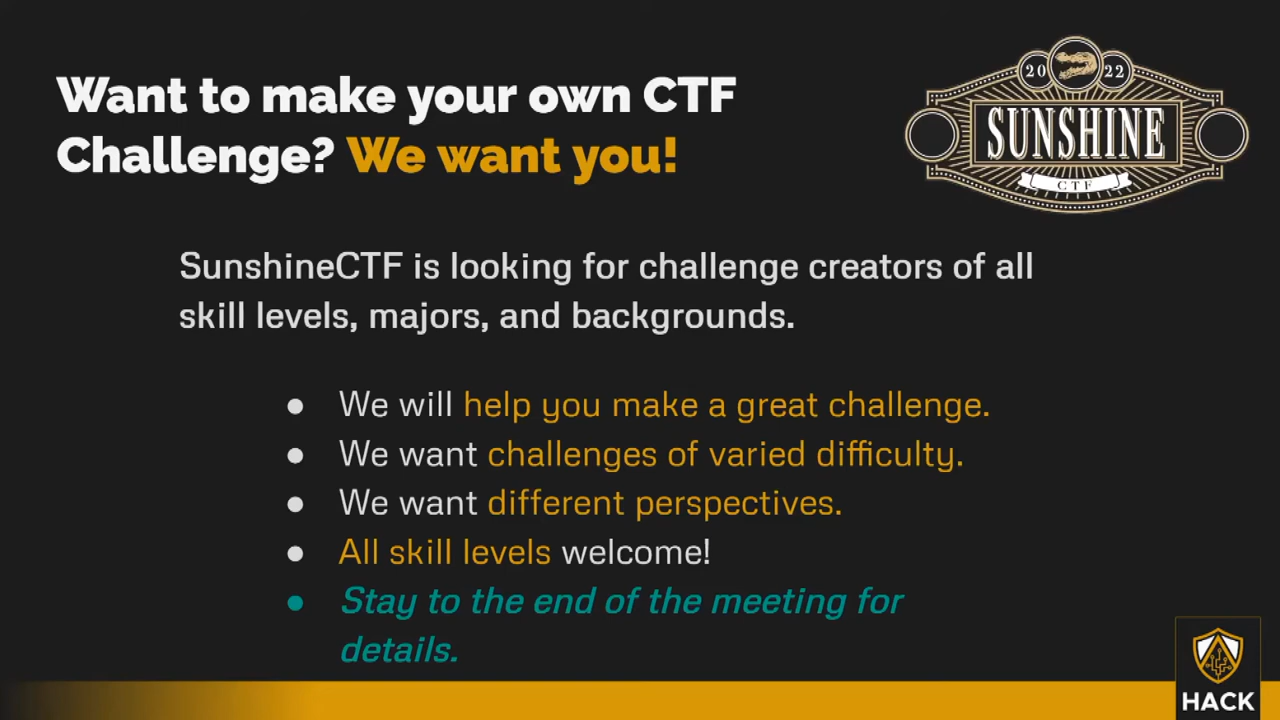 Want to make your own CTF
Challenge? We want you!
20 22
SUNSHINE
CTF
SunshineCTF is looking for challenge creators of all
skill levels, majors, and backgrounds.
● We will help you make a great challenge.
● We want challenges of varied difficulty.
● We want different perspectives.
● All skill levels welcome!
● Stay to the end of the meeting for
details.
HACK